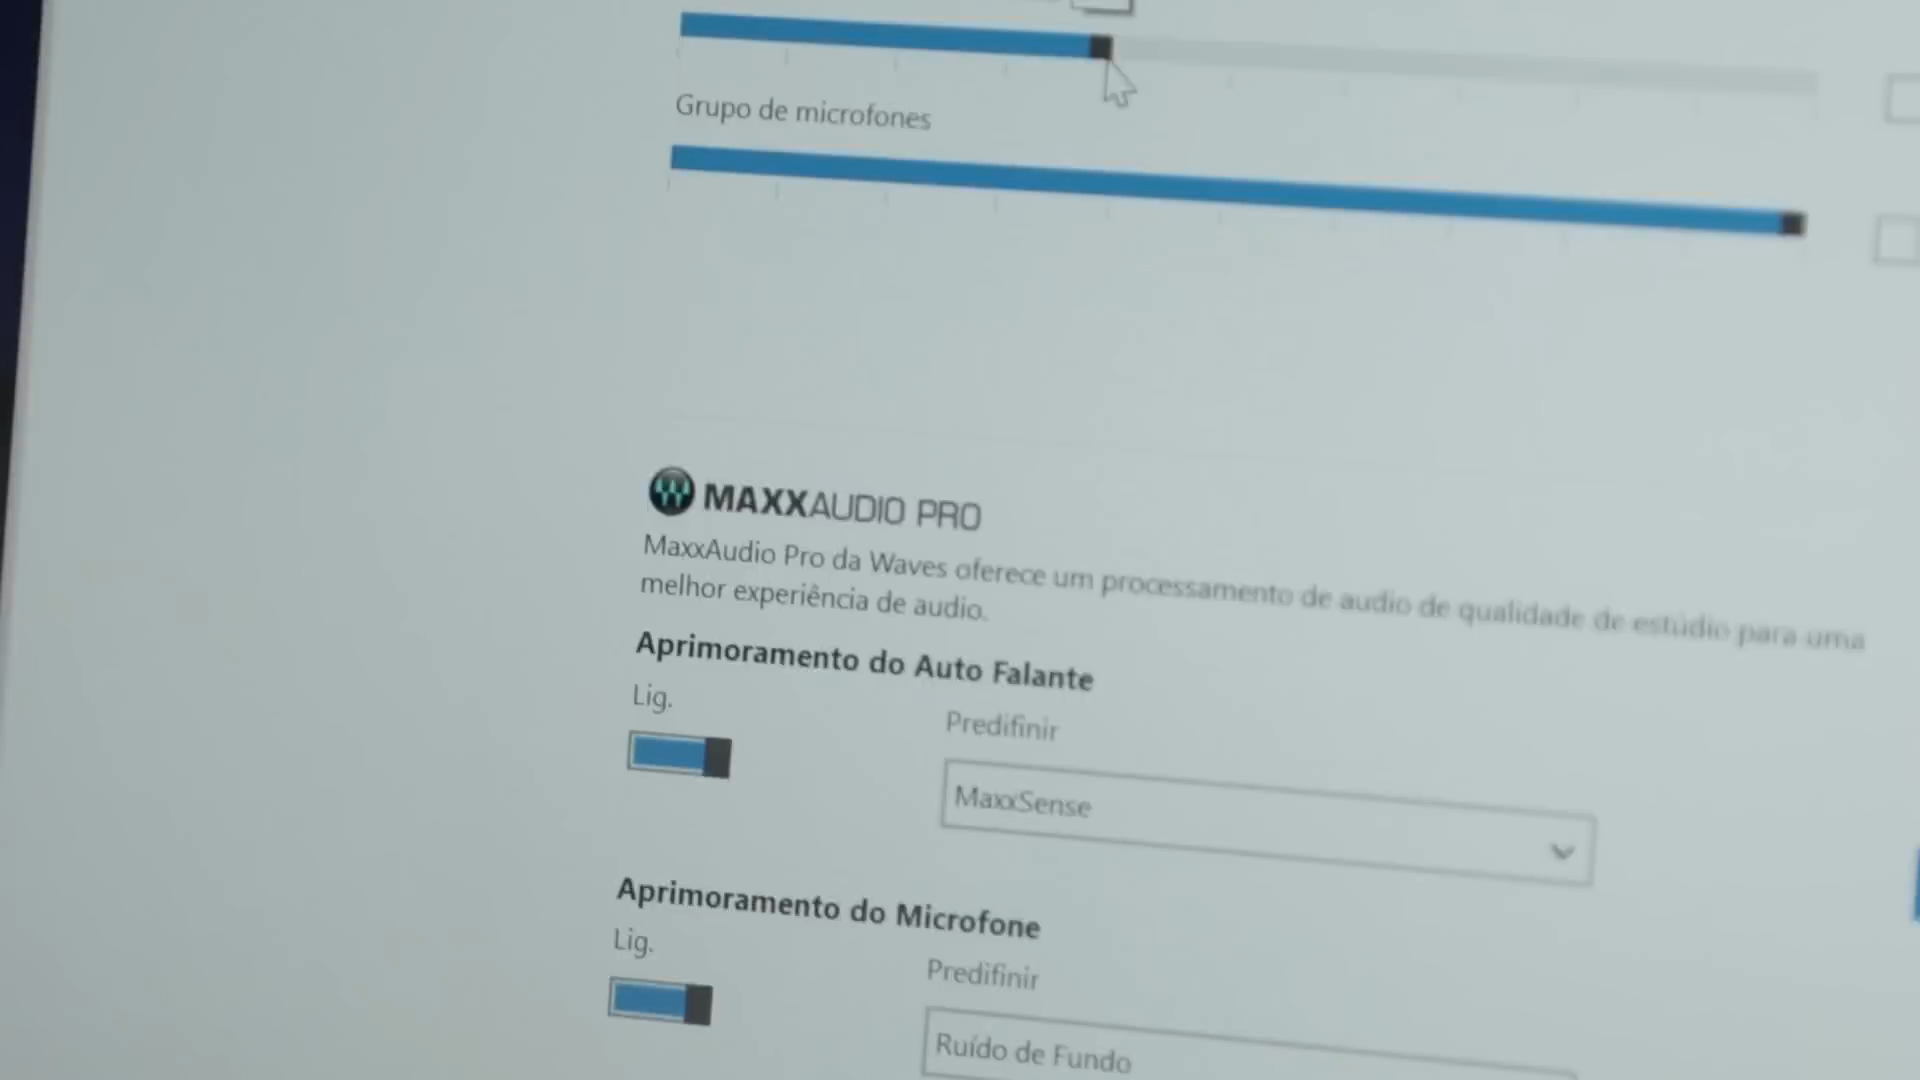 Grupo de microfones
MAXXAUDIO PRO
MaxxAudio Pro da Waves oferece um processamento de audio de qualidade de estúdio para uma
melhor experiência de audio.
Aprimoramento do Auto Falante
Lig.
Predifinir
MaxxSense
Aprimoramento do Microfone
Lig.
Predifinir
Ruído de Fundo